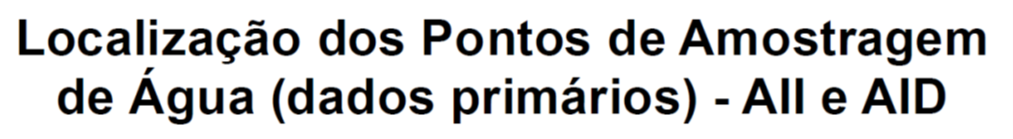 Localização dos Pontos de Amostragem
de Água (dados primários) - AII e AID